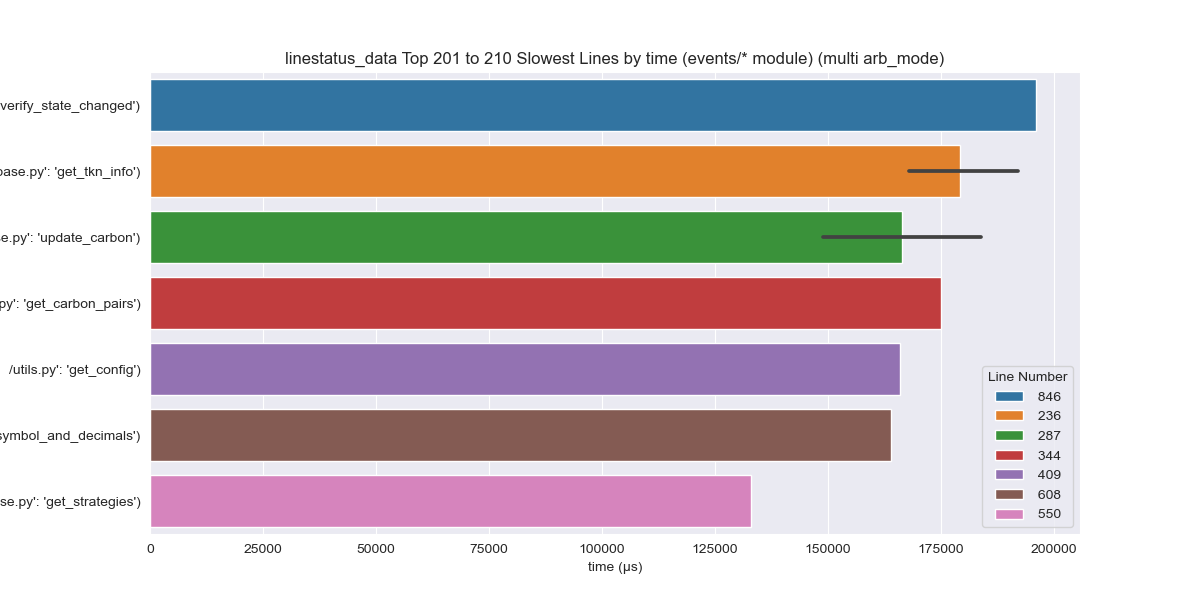 linestatus_data Top 201 to 210 Slowest Lines by time (events/* module) (multi arb_mode)
verify_state_changed')
base.py': 'get_tkn_info')
se.py': 'update_carbon')
py': 'get_carbon_pairs')
/utils.py': 'get_config')
symbol_and_decimals')
se.py': 'get_strategies')
Line Number
846
236
287
344
409
608
550
0 25000 50000 75000 100000 125000 150000 175000 200000
time (μs)